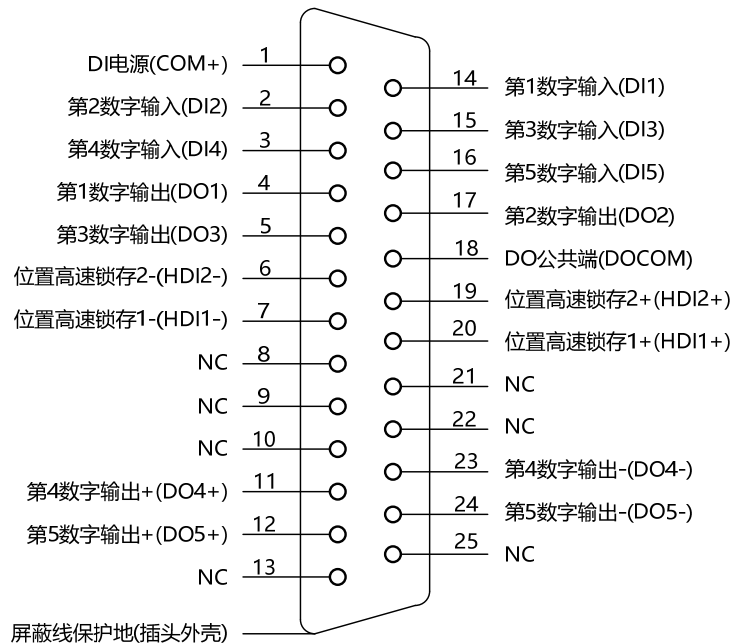 DI电源(COM+) 1
第2数字输入(DI2) 2
第4数字输入(DI4) 3
第1数字输出(DO1) 4
第3数字输出(DO3) 5
位置高速锁存2-(HDI2-) 6
位置高速锁存1-(HDI1-) 7
NC 8
NC 9
NC 10
第4数字输出+(DO4+) 11
第5数字输出+(DO5+) 12
NC 13
屏蔽线保护地(插头外壳)
14 第1数字输入(DI1)
15 第3数字输入(DI3)
16 第5数字输入(DI5)
17 第2数字输出(DO2)
18 DO公共端(DOCOM)
19 位置高速锁存2+(HDI2+)
20 位置高速锁存1+(HDI1+)
21 NC
22 NC
23 第4数字输出-(DO4-)
24 第5数字输出-(DO5-)
25 NC